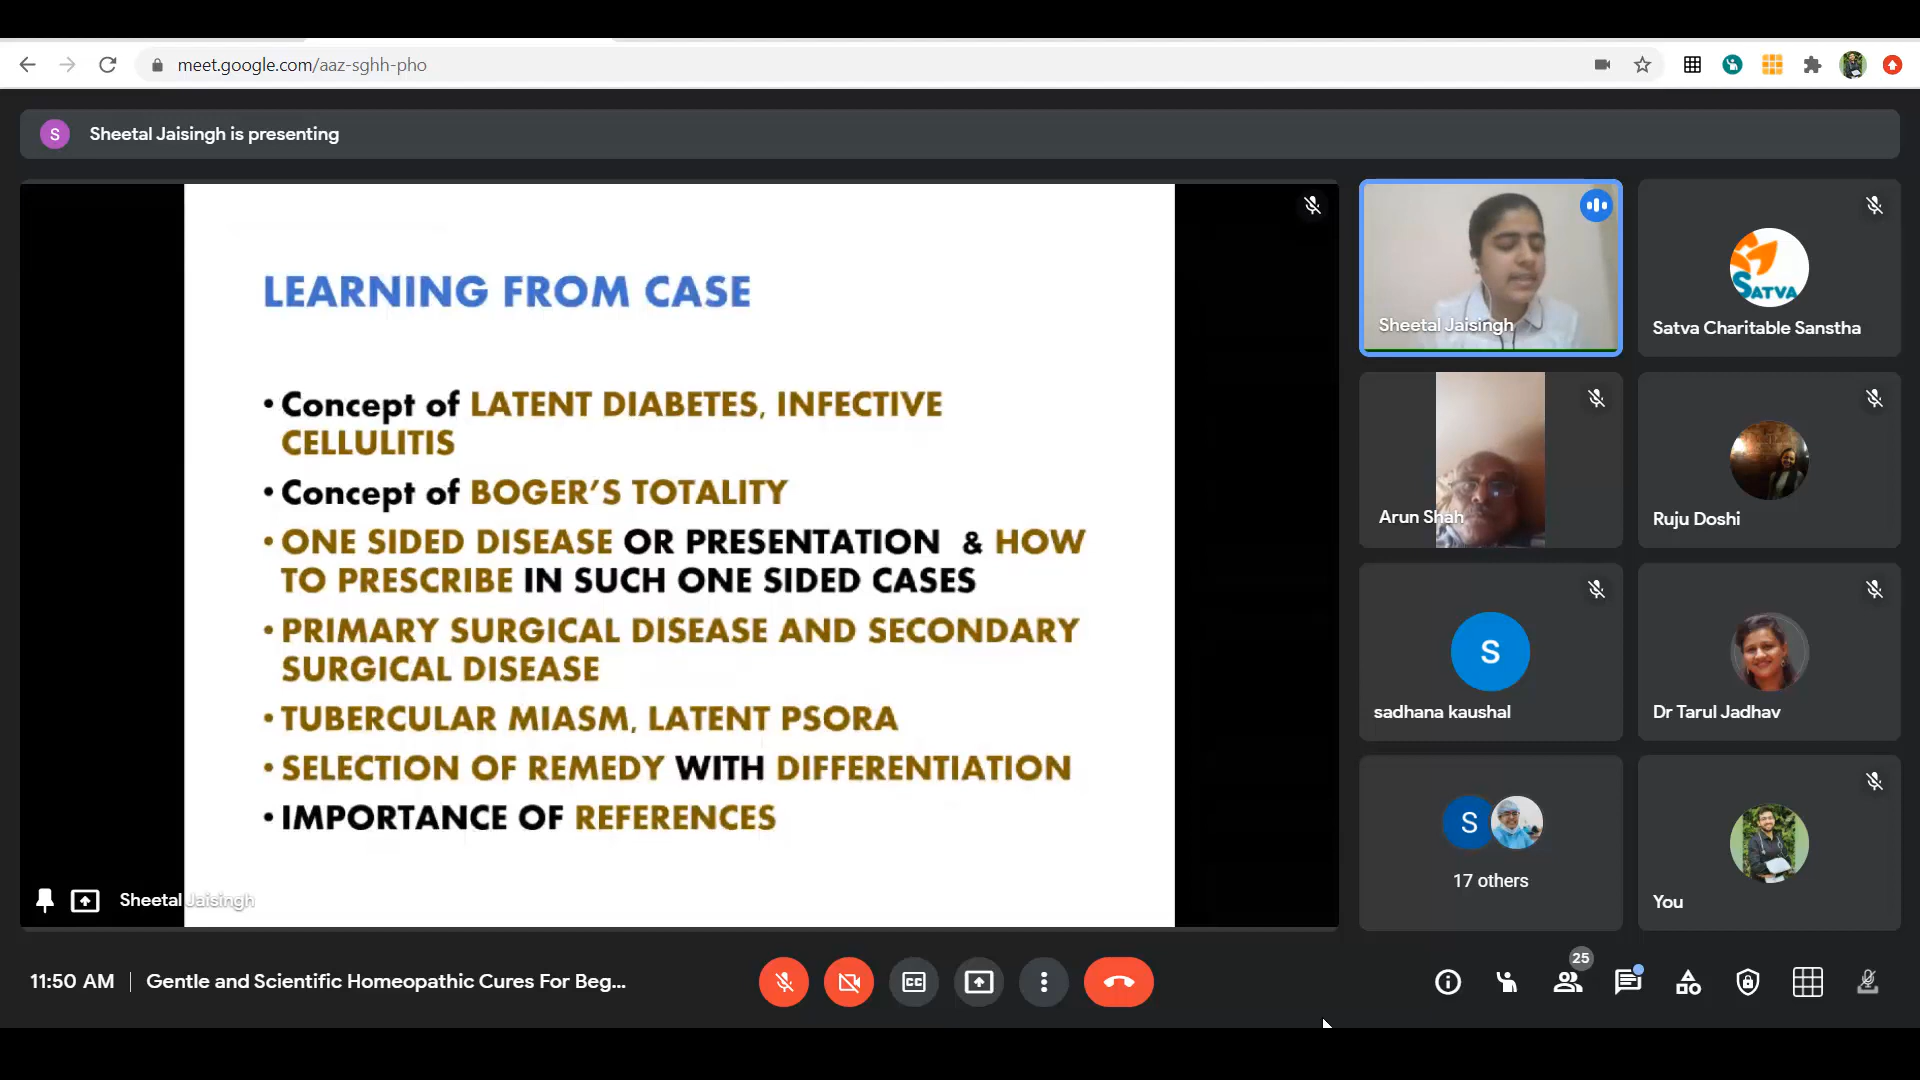 meet.google.com/aaz-sghh-pho
S
Sheetal Jaisingh is presenting
LEARNING FROM CASE
• Concept of LATENT DIABETES, INFECTIVE
CELLULITIS
• Concept of BOGER’S TOTALITY
• ONE SIDED DISEASE OR PRESENTATION & HOW
TO PRESCRIBE IN SUCH ONE SIDED CASES
• PRIMARY SURGICAL DISEASE AND SECONDARY
SURGICAL DISEASE
• TUBERCULAR MIASM, LATENT PSORA
• SELECTION OF REMEDY WITH DIFFERENTIATION
• IMPORTANCE OF REFERENCES
Sheetal Jaisingh
Sheetal Jaisingh
SATVA
Satva Charitable Sanstha
Arun Shah
Ruju Doshi
S
sadhana kaushal
Dr Tarul Jadhav
S
17 others
You
11:50 AM
Gentle and Scientific Homeopathic Cures For Beg...
CC
25